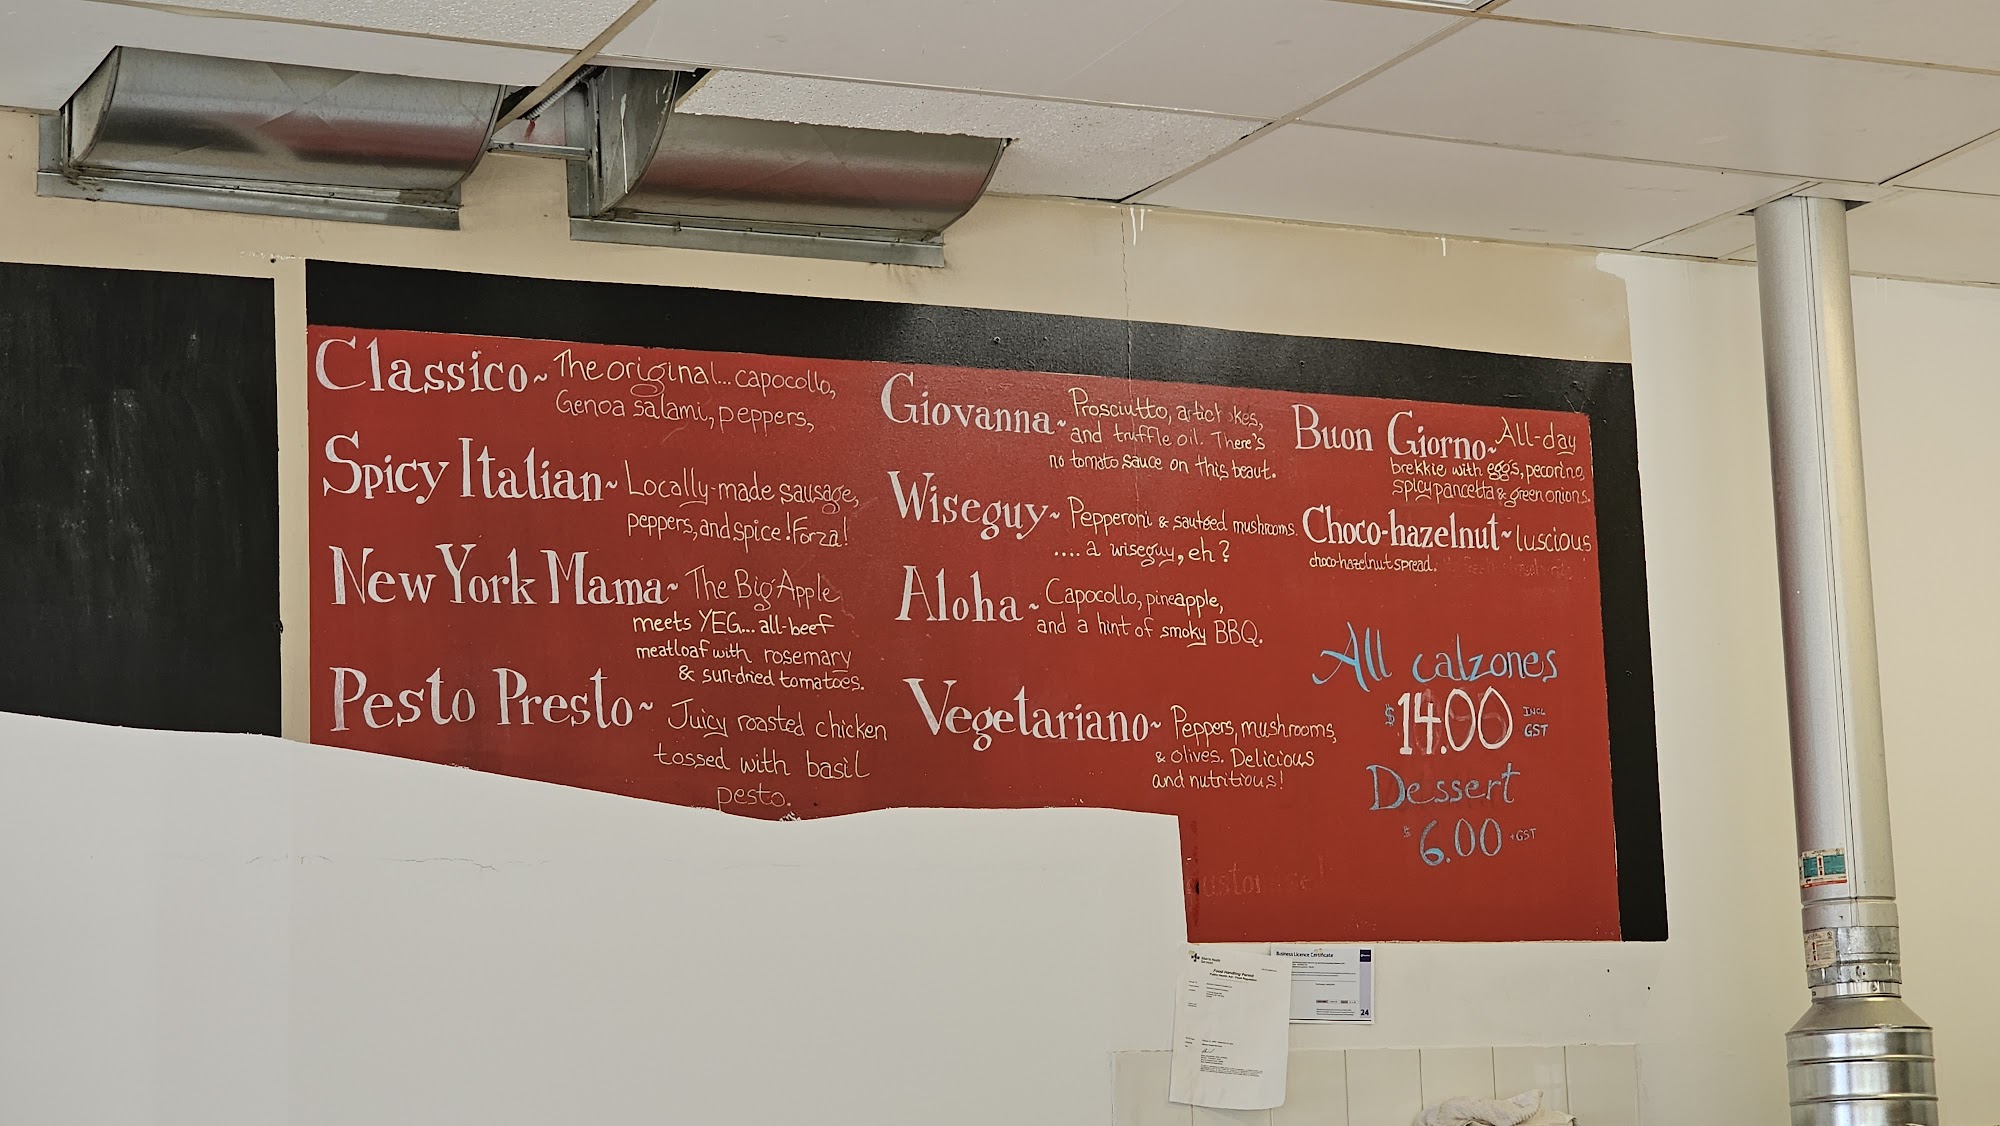 Classico~ The original... capocollo,
Genoa salami, peppers,
Spicy Italian~ Locally-made sausage,
peppers, and spice! Forza!
New York Mama~ The Big Apple
meets YEG... all-beef
meatloaf with rosemary
& sun-dried tomatoes.
Pesto Presto~ Juicy roasted chicken
tossed with basil
pesto.
Giovanna~ Prosciutto,
and truffle oil. There's
no tomato sauce on this beaut.
Wiseguy~ Pepperoni & sautéed mushrooms.
.... a wiseguy, eh?
Aloha~ Capocollo, pineapple,
and a hint of smoky BBQ.
Vegetariano~ Peppers, mushrooms,
& olives. Delicious
and nutritious!
Buon Giorno~ All-day
brekkie with eggs, pecorino,
spicy pancetta & green onions.
Choco-hazelnut~ luscious
choco-hazelnut spread.
All calzones
$14.00 INCL
GST
Dessert
$6.00 +GST
Food Handling Permit
Business Licence Certificate
24